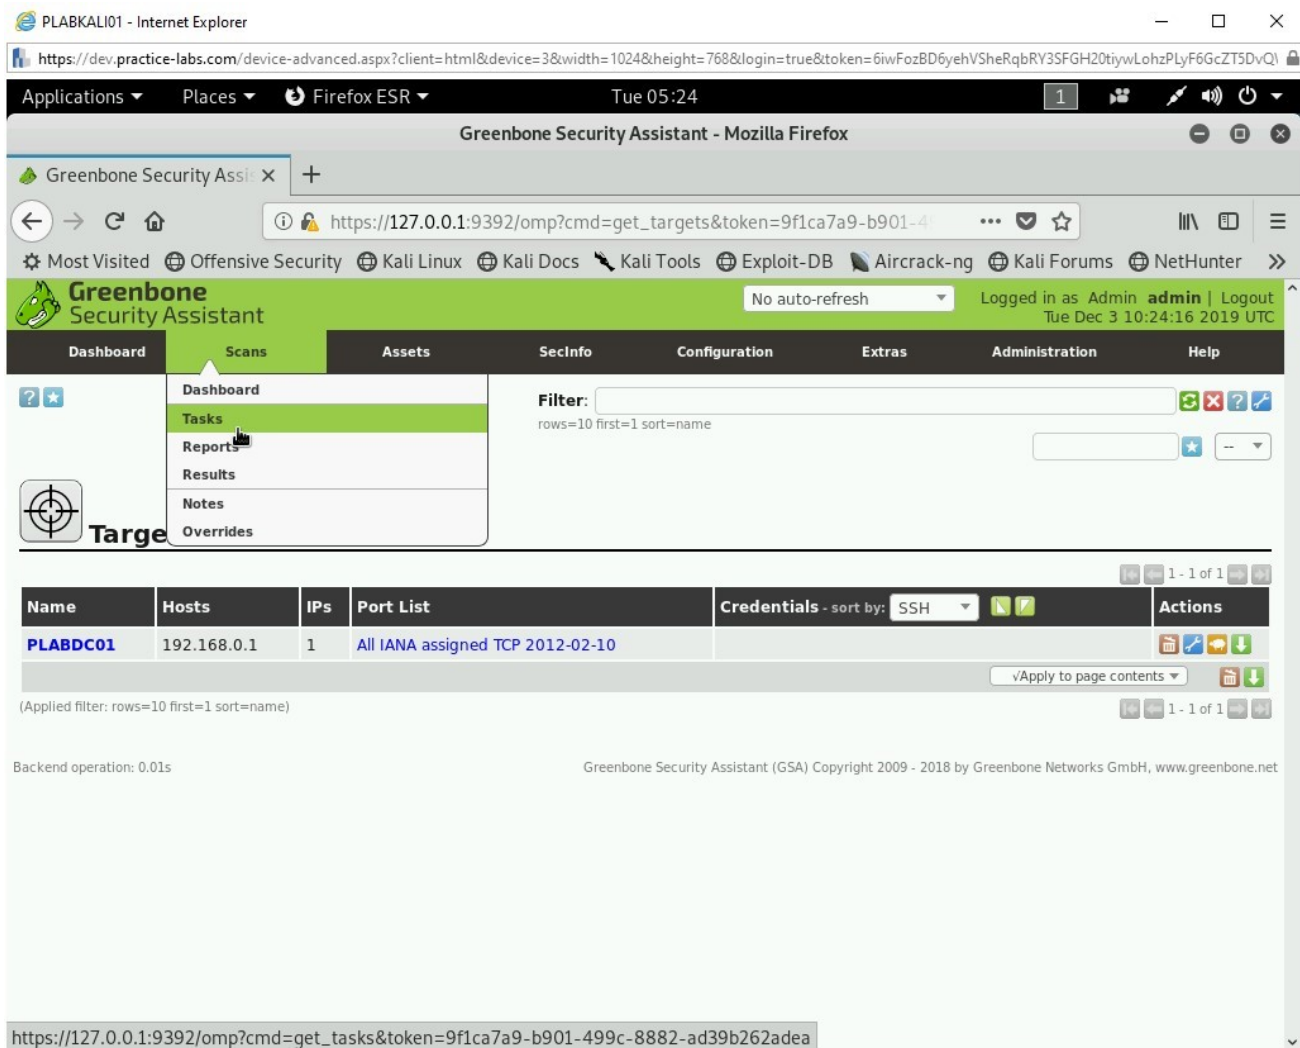 PLABKALI01 - Internet Explorer
https://dev.practice-labs.com/device-advanced.aspx?client=html&device=3&width=1024&height=768&login=true&token=6iwFozBD6yehVSheRqbRY3SFGH20tiywLohzPLyF6GcZT5DvQ
Applications Places Firefox ESR Tue 05:24 1
Greenbone Security Assistant - Mozilla Firefox
Greenbone Security Assis
https://127.0.0.1:9392/omp?cmd=get_targets&token=9f1ca7a9-b901-49
Most Visited Offensive Security Kali Linux Kali Docs Kali Tools Exploit-DB Aircrack-ng Kali Forums NetHunter
Greenbone
Security Assistant
No auto-refresh
Logged in as Admin admin | Logout
Tue Dec 3 10:24:16 2019 UTC
Dashboard Scans Assets SecInfo Configuration Extras Administration Help
Dashboard
Tasks
Reports
Results
Notes
Overrides
Filter:
rows=10 first=1 sort=name
--
Targe
1 - 1 of 1
Name Hosts IPs Port List Credentials - sort by: SSH Actions
PLABDC01 192.168.0.1 1 All IANA assigned TCP 2012-02-10
√Apply to page contents
(Applied filter: rows=10 first=1 sort=name)
1 - 1 of 1
Backend operation: 0.01s
Greenbone Security Assistant (GSA) Copyright 2009 - 2018 by Greenbone Networks GmbH, www.greenbone.net
https://127.0.0.1:9392/omp?cmd=get_tasks&token=9f1ca7a9-b901-499c-8882-ad39b262adea